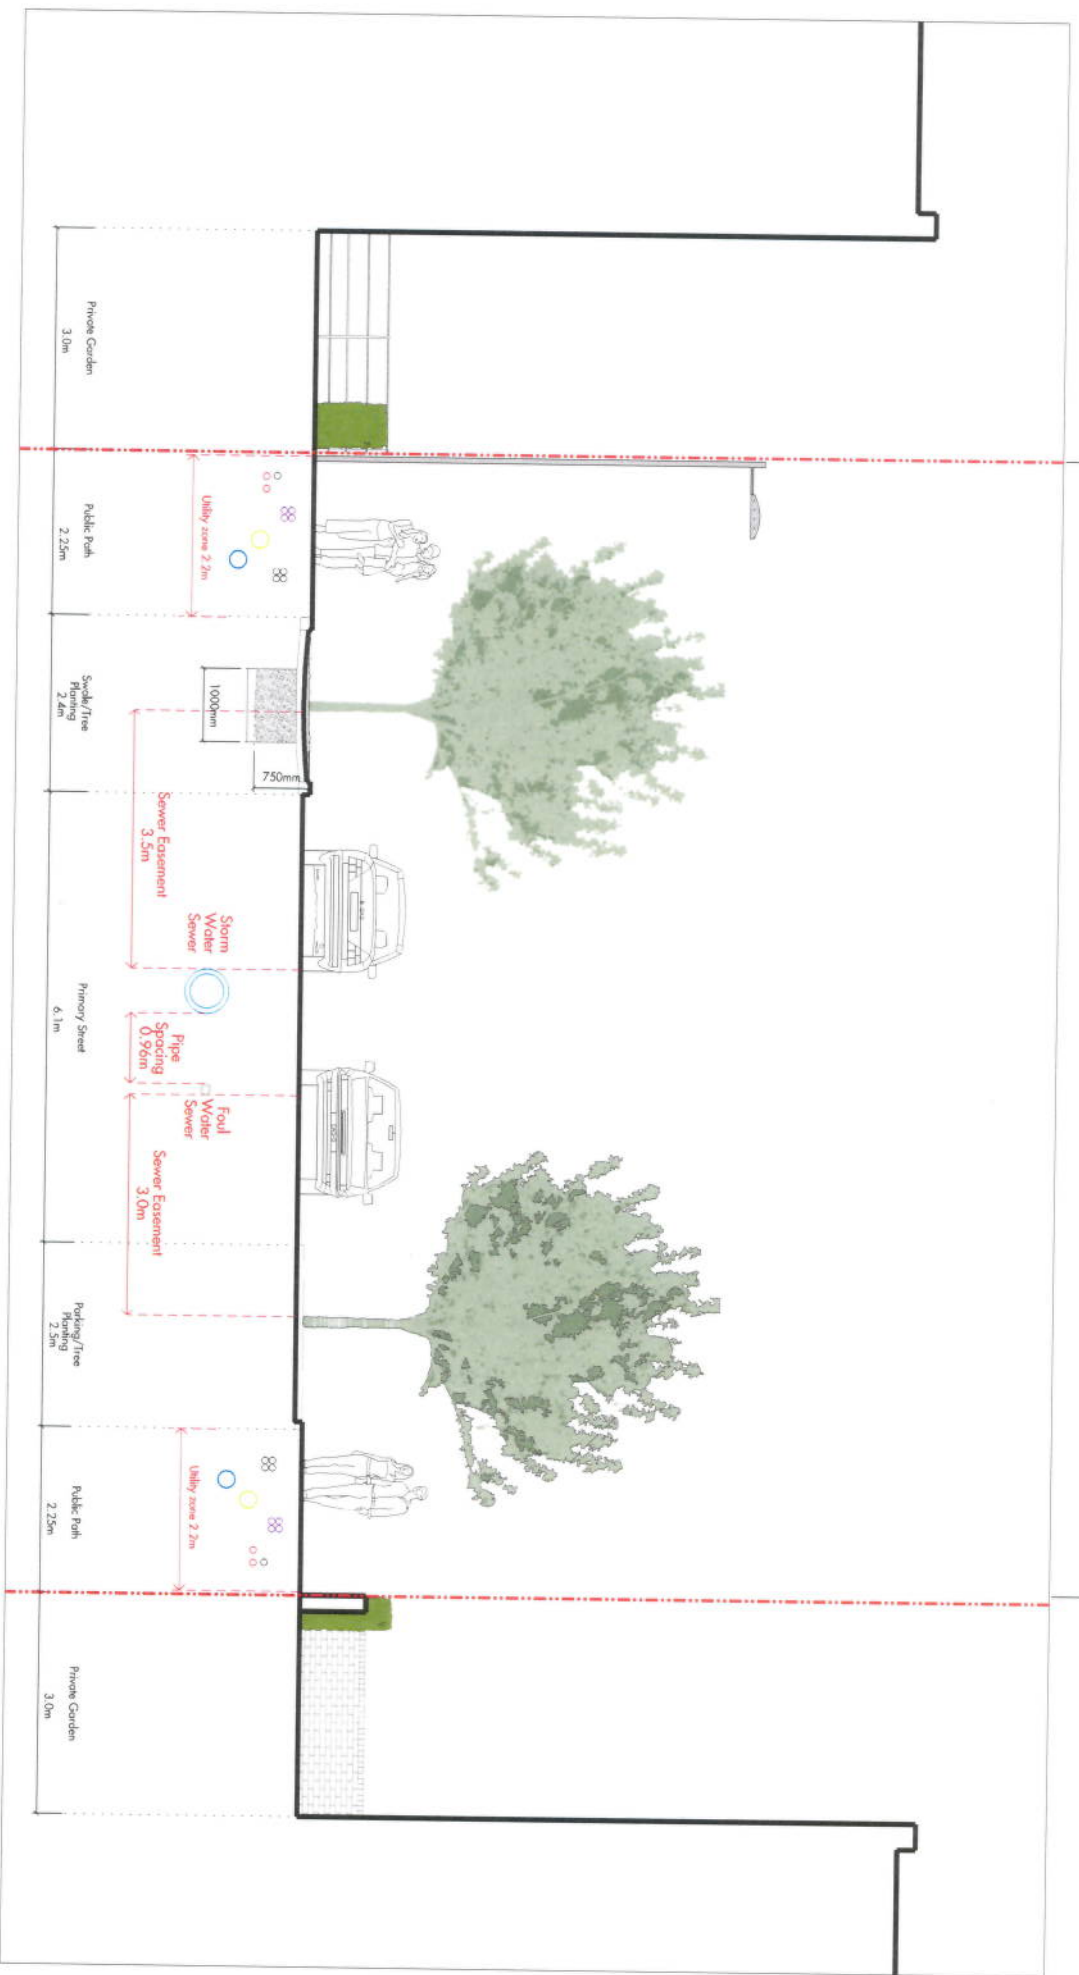 Private Garden
3.0m
Public Path
2.25m
Swale/Tree
Planting
2.4m
Primary Street
6.1m
Parking/Tree
Planting
2.5m
Public Path
2.25m
Private Garden
3.0m
Utility zone 2.2m
1000mm
750mm
Sewer Easement
3.5m
Storm
Water
Sewer
Pipe
Spacing
0.96m
Foul
Water
Sewer
Sewer Easement
3.0m
Utility zone 2.2m